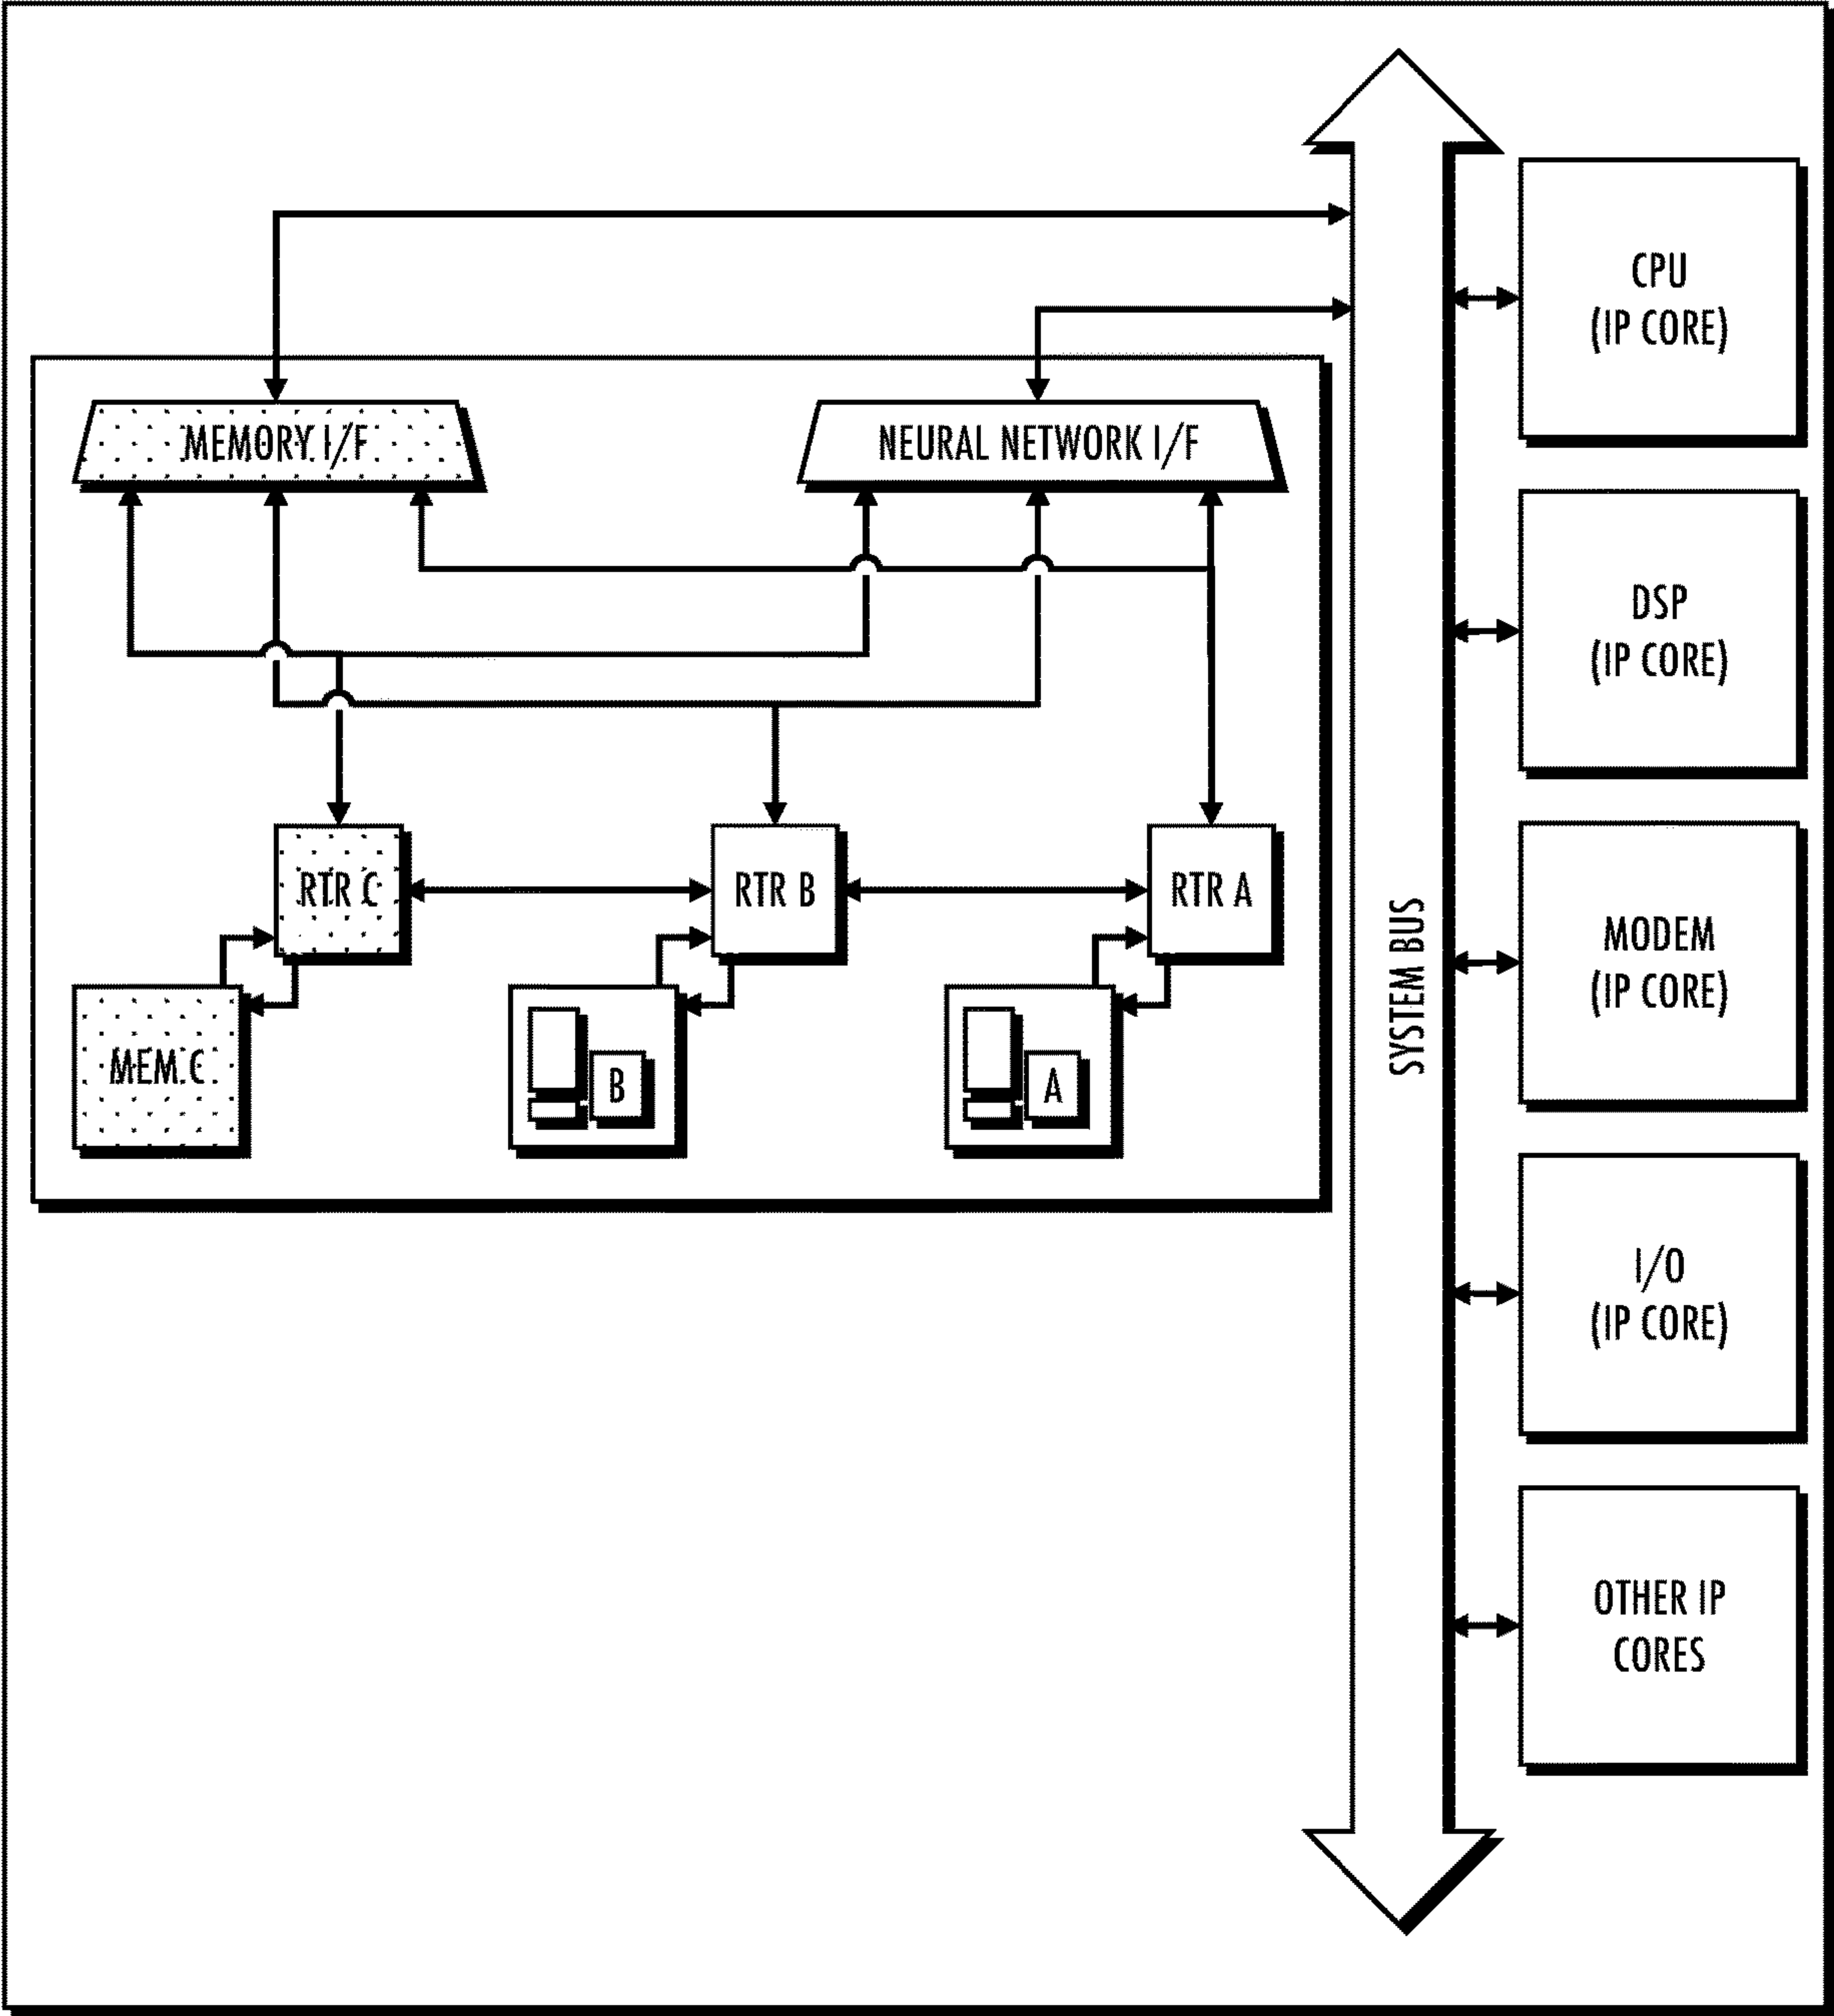 MEMORY I/F
NEURAL NETWORK I/F
RTR C
RTR B
RTR A
MEM C
B
A
SYSTEM BUS
CPU
(IP CORE)
DSP
(IP CORE)
MODEM
(IP CORE)
I/O
(IP CORE)
OTHER IP
CORES